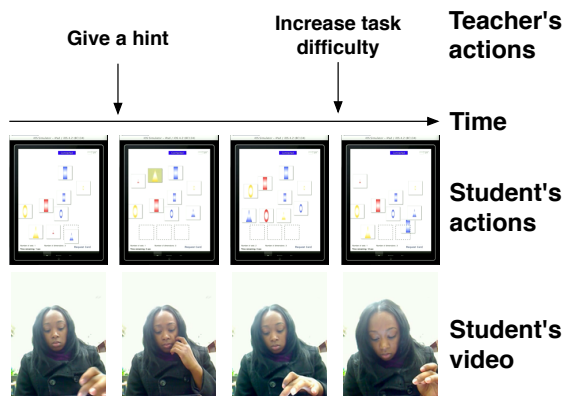 Give a hint
Increase task
difficulty
Teacher's
actions
Time
Student's
actions
Student's
video